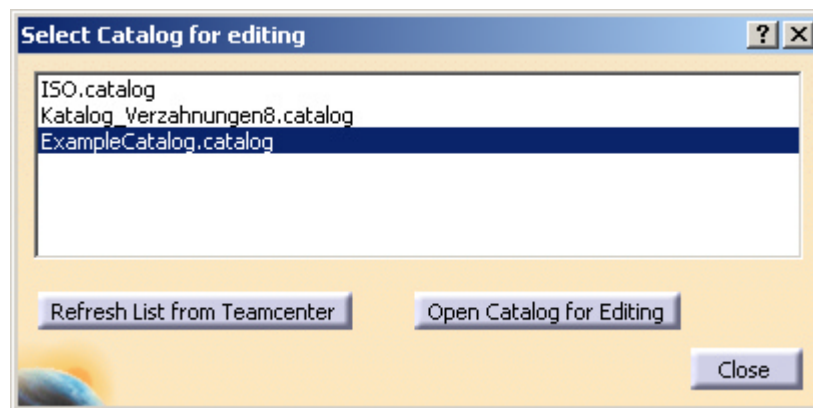 Select Catalog for editing
ISO.catalog
Katalog_Verzahnungen8.catalog
ExampleCatalog.catalog
Refresh List from Teamcenter
Open Catalog for Editing
Close